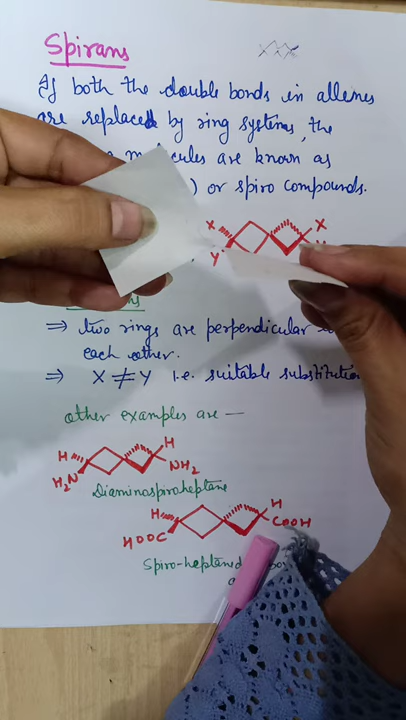 Spirans
If both the double bonds in allenes
are replaced by ring systems, the
molecules are known as
) or spiro compounds.
X X
Y
⇒ two rings are perpendicular
each other.
⇒ X ≠ Y i.e. suitable substitution
other examples are —
H H
H₂N NH₂
Diaminospiroheptane
H H
HOOC COOH
Spiro-heptaned